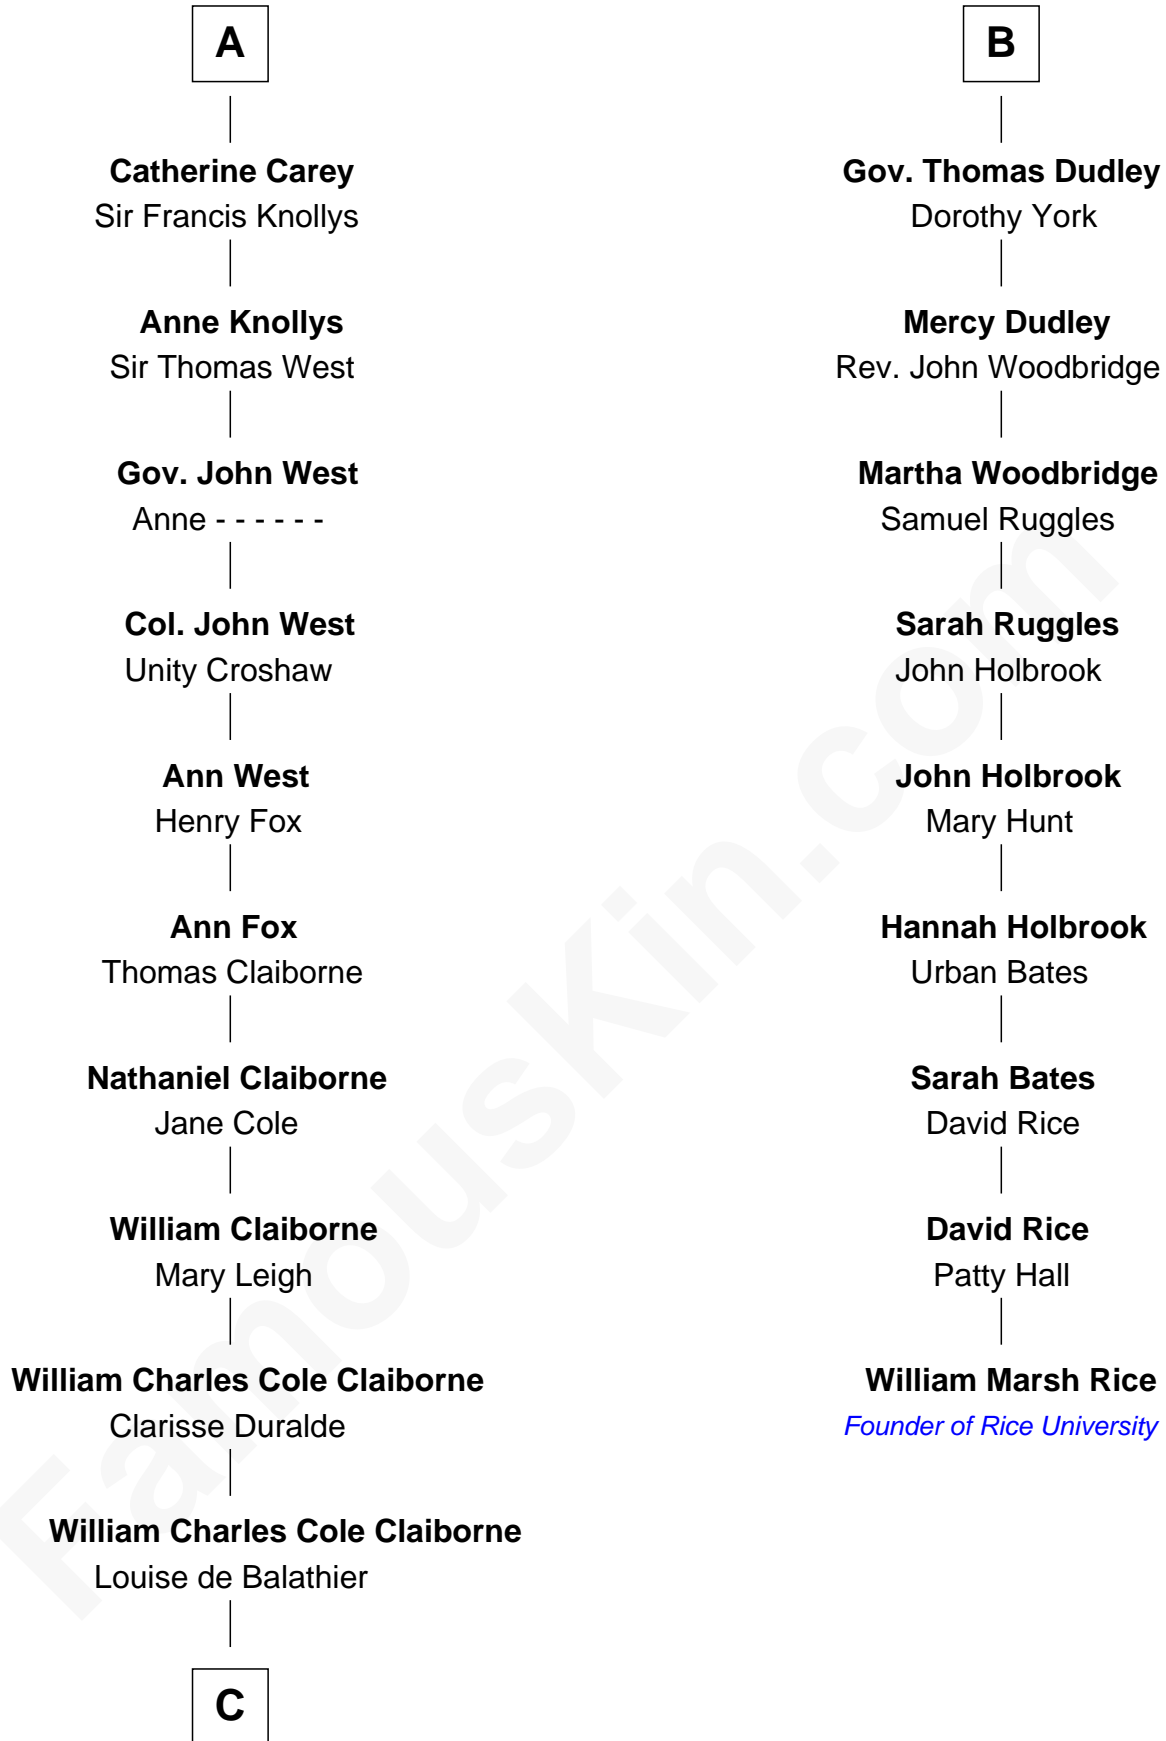 A
Catherine Carey
Sir Francis Knollys
Anne Knollys
Sir Thomas West
Gov. John West
Anne - - - - - -
Col. John West
Unity Croshaw
Ann West
Henry Fox
Ann Fox
Thomas Claiborne
Nathaniel Claiborne
Jane Cole
William Claiborne
Mary Leigh
William Charles Cole Claiborne
Clarisse Duralde
William Charles Cole Claiborne
Louise de Balathier
C
B
Gov. Thomas Dudley
Dorothy York
Mercy Dudley
Rev. John Woodbridge
Martha Woodbridge
Samuel Ruggles
Sarah Ruggles
John Holbrook
John Holbrook
Mary Hunt
Hannah Holbrook
Urban Bates
Sarah Bates
David Rice
David Rice
Patty Hall
William Marsh Rice
Founder of Rice University
FamousKin.com